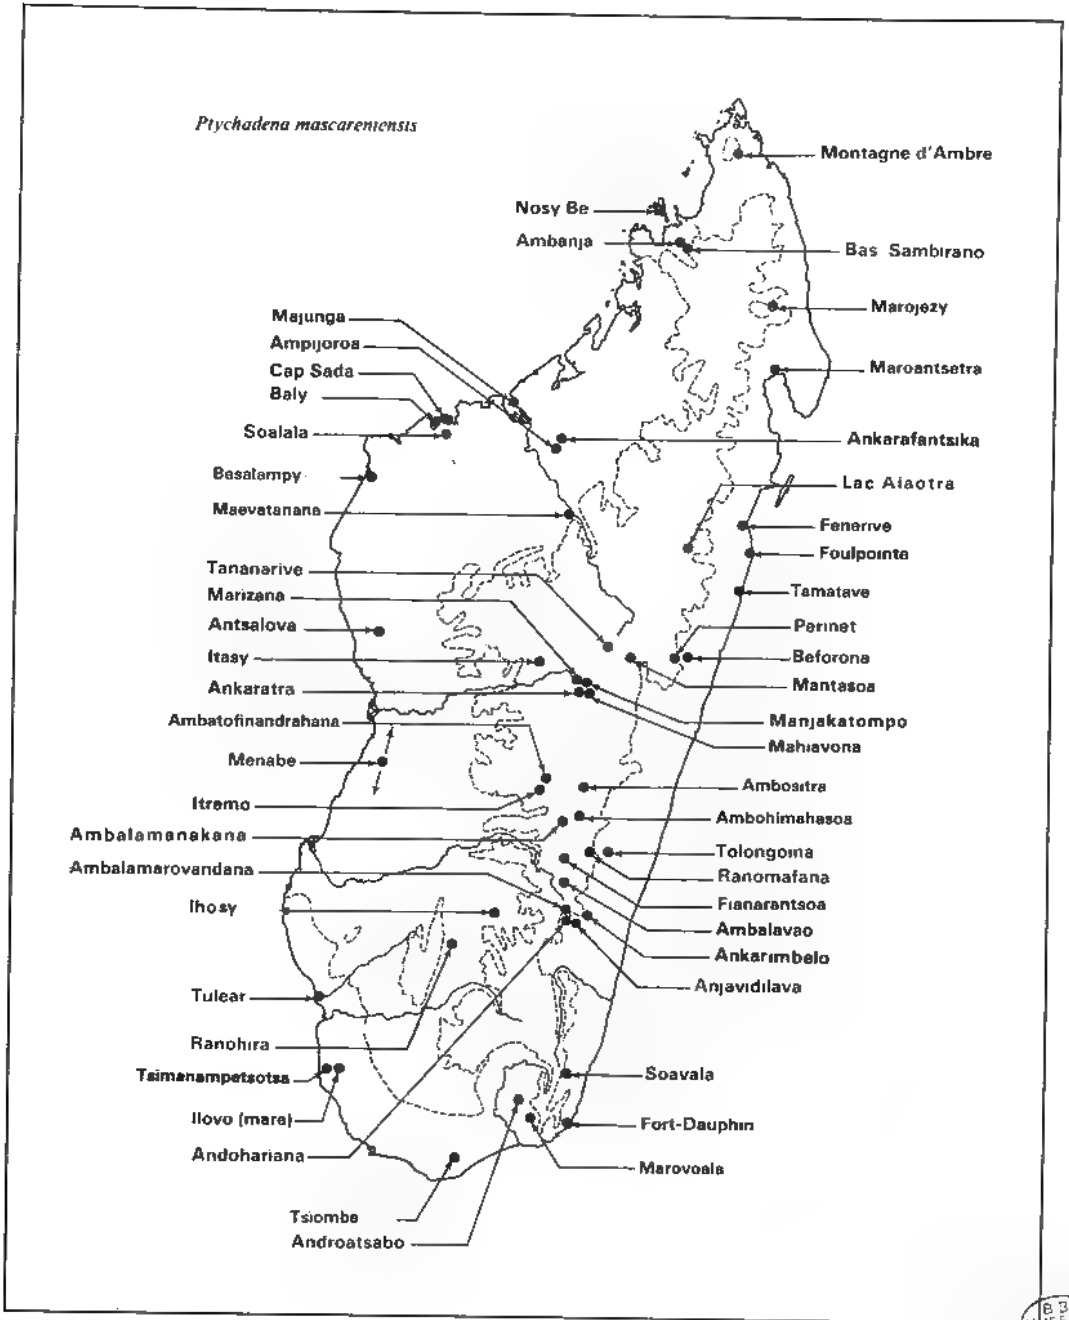 Ptychadena mascareniensis
Montagne d'Ambre
Nosy Be
Ambanja
Bas Sambirano
Marojezy
Majunga
Ampijoroa
Cap Sada
Baly
Soalala
Maroantsetra
Ankarafantsika
Besalampy
Lac Alaotra
Maevatanana
Fenerive
Foulpointe
Tananarive
Marizana
Tamatave
Antsalova
Perinet
Itasy
Beforona
Ankaratra
Mantasoa
Ambatofinandrahana
Manjakatompo
Mahiavona
Menabe
Ambositra
Itremo
Ambohimahasoa
Ambalamanakana
Tolongoina
Ambalamarovandana
Ranomafana
Ihosy
Fianarantsoa
Ambalavao
Ankarimbelo
Anjavidilava
Tulear
Ranohira
Tsimanampetsotsa
Soavala
Ilovo (mare)
Fort-Dauphin
Andohariana
Marovoala
Tsiombe
Androatsabo